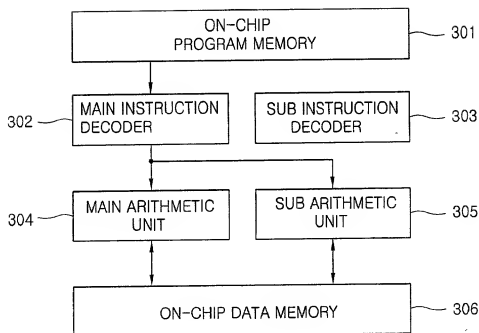 ON-CHIP
PROGRAM MEMORY
301
MAIN INSTRUCTION
DECODER
302
SUB INSTRUCTION
DECODER
303
MAIN ARITHMETIC
UNIT
304
SUB ARITHMETIC
UNIT
305
ON-CHIP DATA MEMORY
306